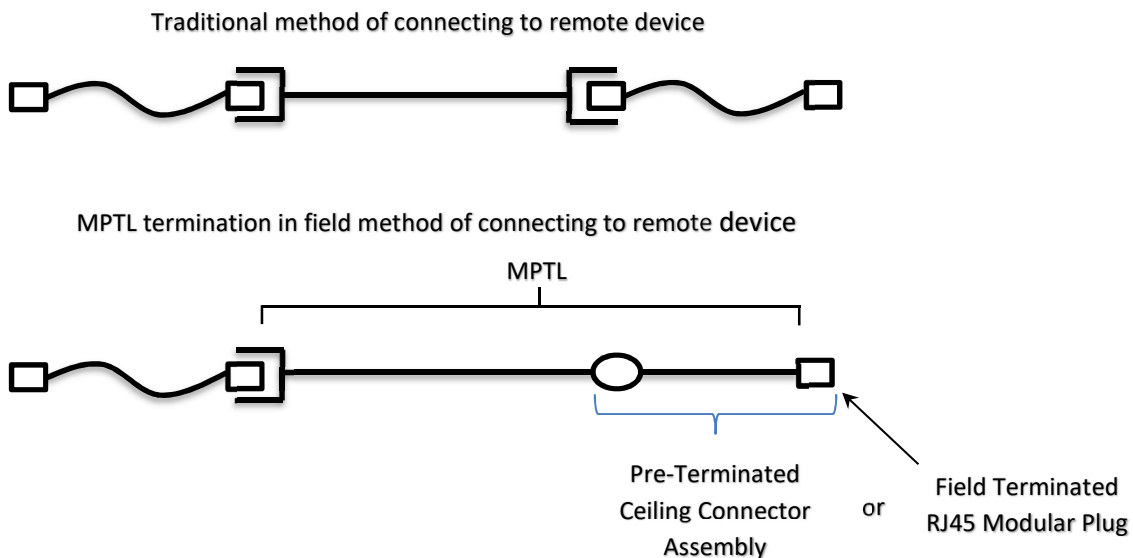 Traditional method of connecting to remote device
MPTL termination in field method of connecting to remote device
MPTL
Pre-Terminated
Ceiling Connector
Assembly
or
Field Terminated
RJ45 Modular Plug